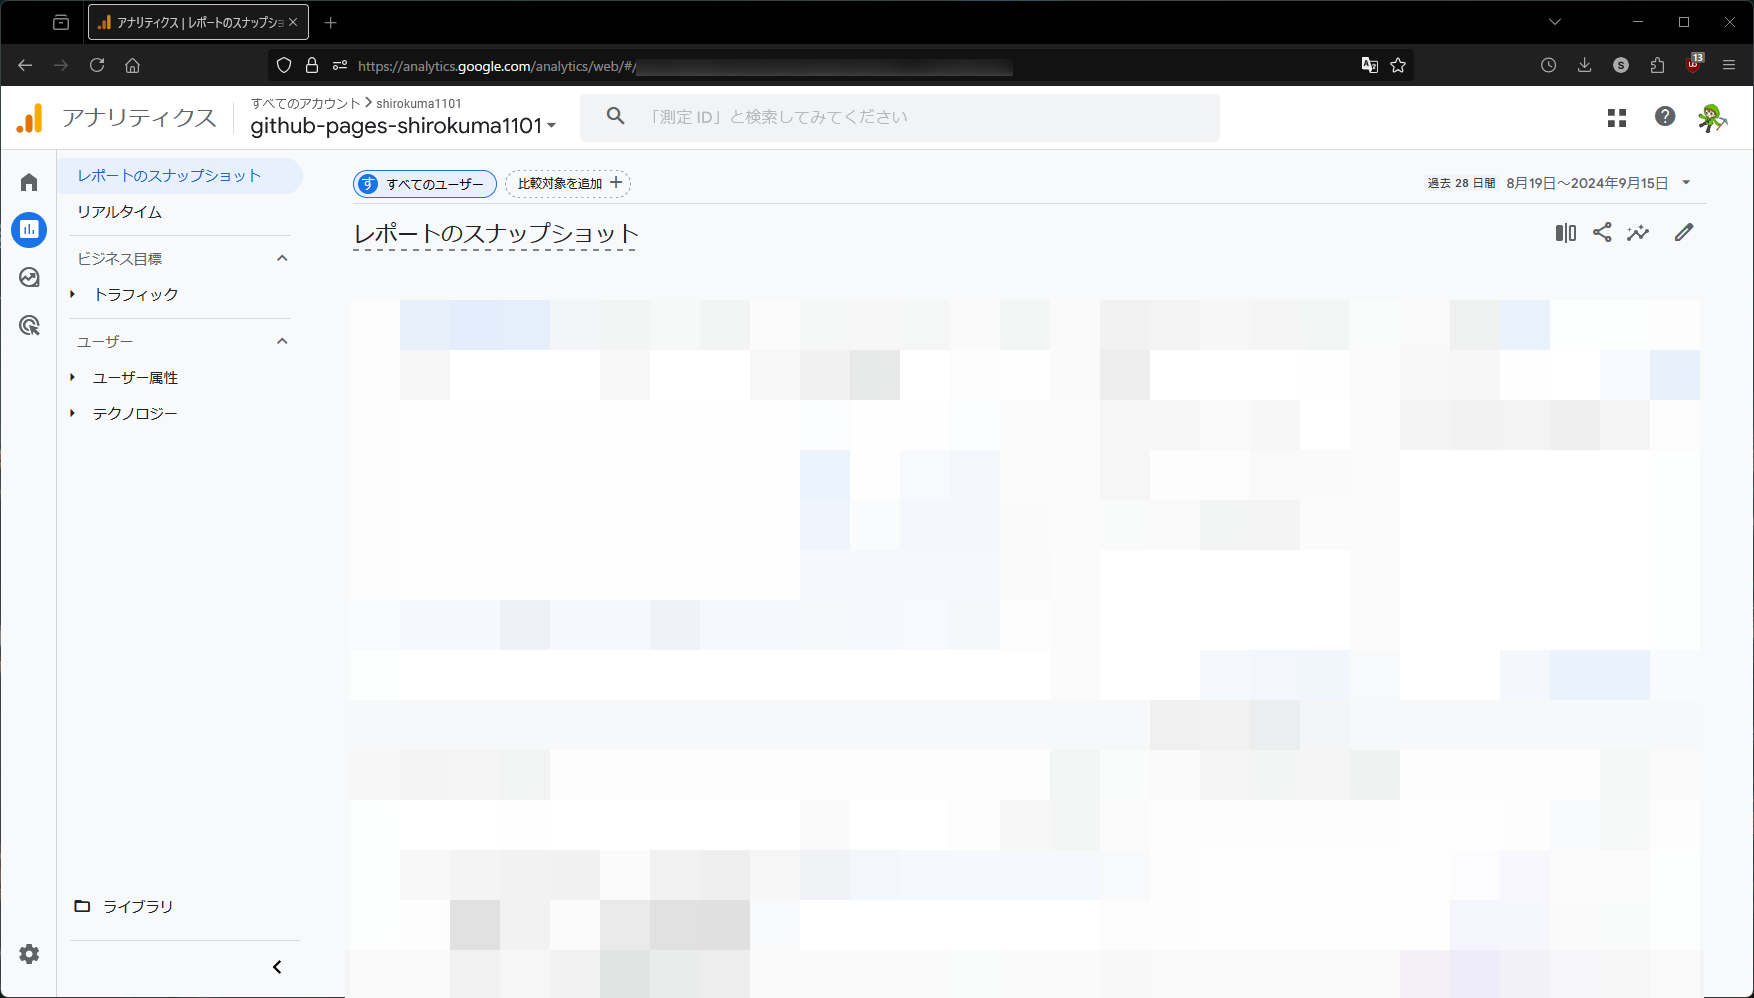 アナリティクス | レポートのスナップショ
https://analytics.google.com/analytics/web/#/
S
13
アナリティクス
すべてのアカウント > shirokuma1101
github-pages-shirokuma1101
「測定 ID」と検索してみてください
レポートのスナップショット
リアルタイム
ビジネス目標
トラフィック
ユーザー
ユーザー属性
テクノロジー
ライブラリ
す すべてのユーザー
比較対象を追加 +
過去 28 日間 8月19日～2024年9月15日
レポートのスナップショット